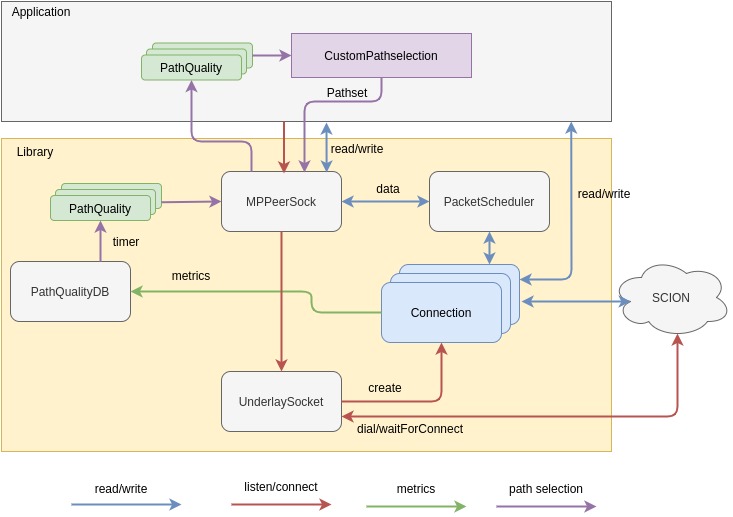 Application
CustomPathselection
PathQuality
Pathset
Library
read/write
PathQuality
MPPeerSock
data
PacketScheduler
read/write
timer
metrics
PathQualityDB
Connection
SCION
create
UnderlaySocket
dial/waitForConnect
read/write
listen/connect
metrics
path selection